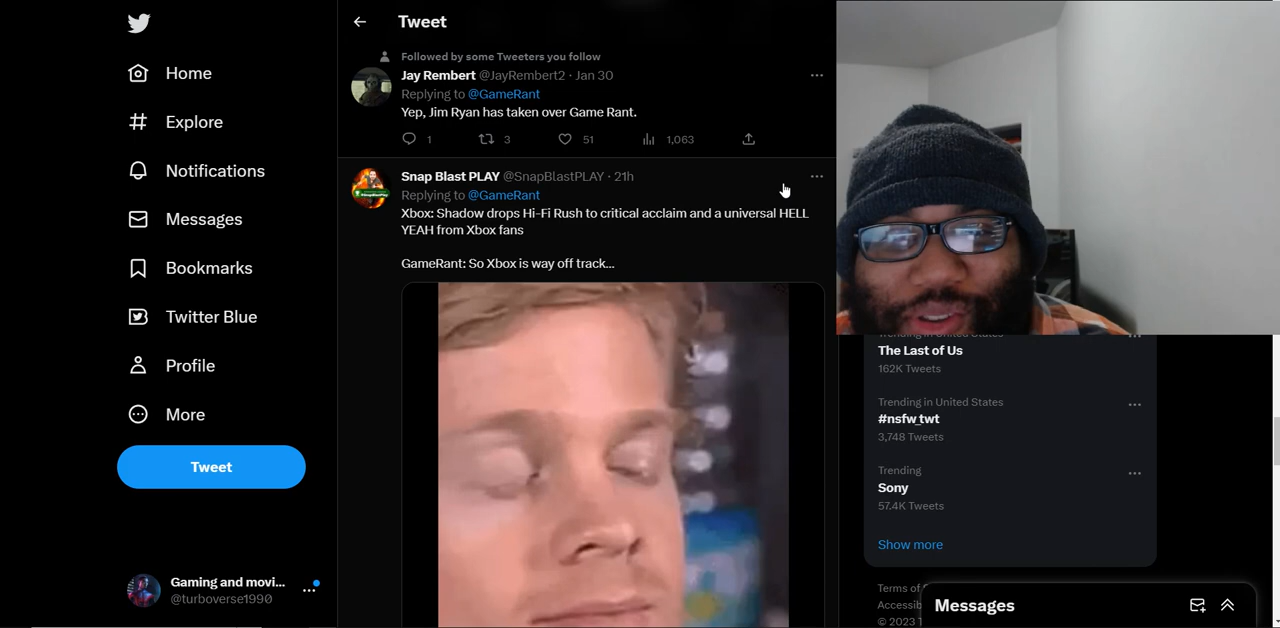 Home
Explore
Notifications
Messages
Bookmarks
Twitter Blue
Profile
More
Tweet
Gaming and movi...
@turboverse1990
Tweet
Followed by some Tweeters you follow
Jay Rembert @JayRembert2 · Jan 30
Replying to @GameRant
Yep, Jim Ryan has taken over Game Rant.
1 3 51 1,063
Snap Blast PLAY @SnapBlastPLAY · 21h
Replying to @GameRant
Xbox: Shadow drops Hi-Fi Rush to critical acclaim and a universal HELL
YEAH from Xbox fans
GameRant: So Xbox is way off track...
Trending in United States
The Last of Us
162K Tweets
Trending in United States
#nsfw_twt
3,748 Tweets
Trending
Sony
57.4K Tweets
Show more
Terms of
Accessib
© 2023
Messages